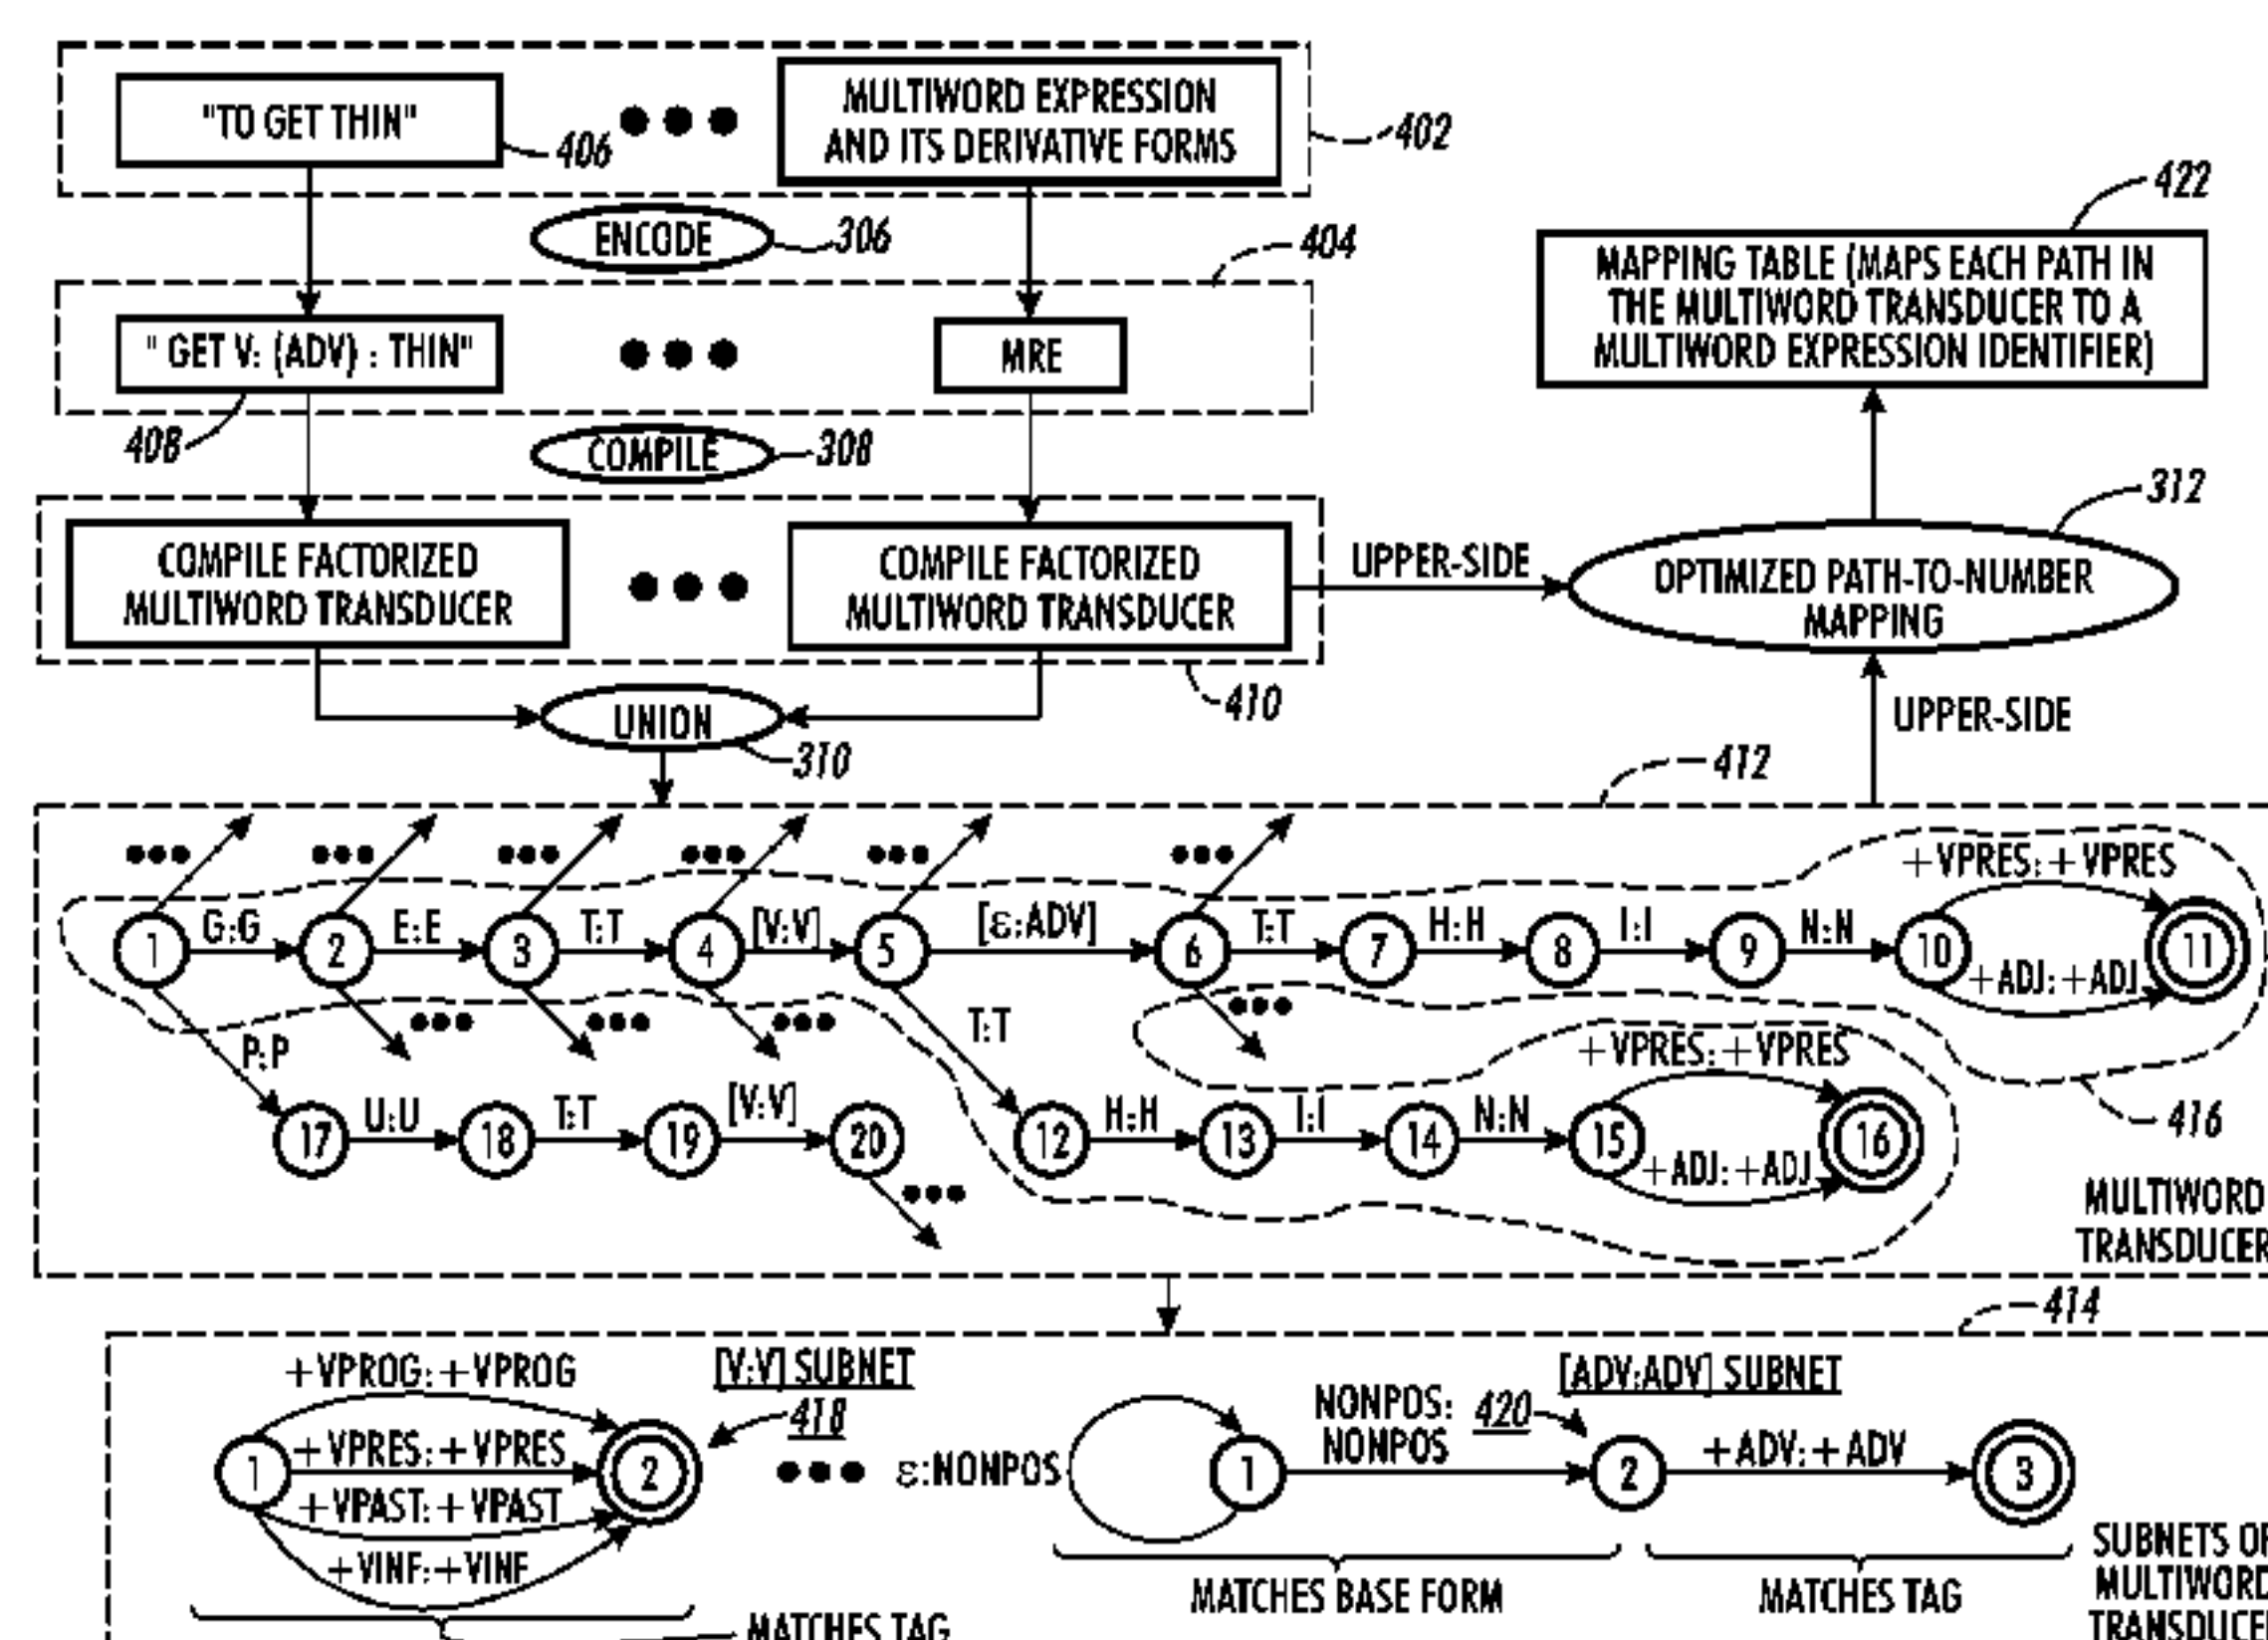 "TO GET THIN"
406
MULTIWORD EXPRESSION
AND ITS DERIVATIVE FORMS
402
422
ENCODE
306
404
MAPPING TABLE (MAPS EACH PATH IN
THE MULTIWORD TRANSDUCER TO A
MULTIWORD EXPRESSION IDENTIFIER)
" GET V: (ADV) : THIN"
MRE
408
COMPILE
308
312
COMPILE FACTORIZED
MULTIWORD TRANSDUCER
COMPILE FACTORIZED
MULTIWORD TRANSDUCER
UPPER-SIDE
OPTIMIZED PATH-TO-NUMBER
MAPPING
410
UNION
310
UPPER-SIDE
412
+VPRES:+VPRES
1 G:G 2 E:E 3 T:T 4 [V:V] 5 [ε:ADV] 6 T:T 7 H:H 8 I:I 9 N:N 10 11
+ADJ:+ADJ
T:T
P:P
+VPRES:+VPRES
17 U:U 18 T:T 19 [V:V] 20 12 H:H 13 I:I 14 N:N 15 16
+ADJ:+ADJ
416
MULTIWORD
TRANSDUCER
414
+VPROG:+VPROG
[V:V] SUBNET
418
1 +VPRES:+VPRES 2
+VPAST:+VPAST
+VINF:+VINF
MATCHES TAG
[ADV:ADV] SUBNET
420
ε:NONPOS 1 NONPOS:
NONPOS
2 +ADV:+ADV 3
MATCHES BASE FORM
MATCHES TAG
SUBNETS OF
MULTIWORD
TRANSDUCER